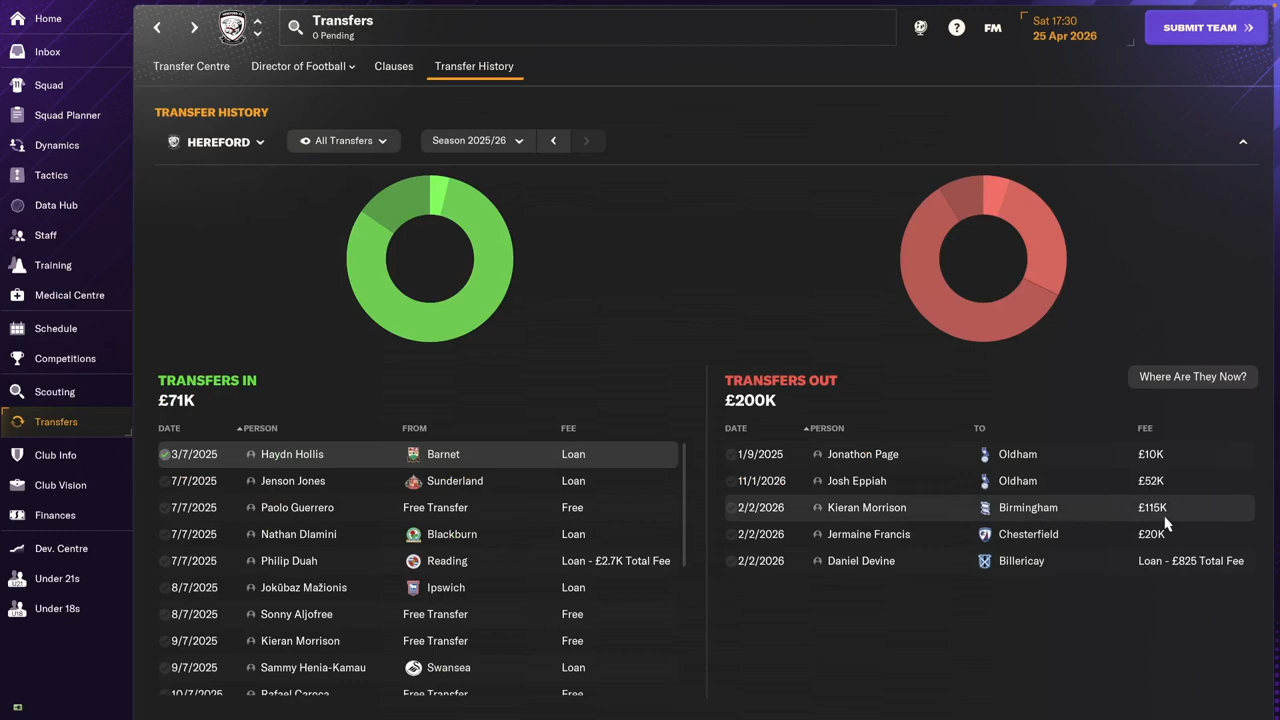 Home
Inbox
Squad
Squad Planner
Dynamics
Tactics
Data Hub
Staff
Training
Medical Centre
Schedule
Competitions
Scouting
Transfers
Club Info
Club Vision
Finances
Dev. Centre
Under 21s
Under 18s
Transfers
0 Pending
FM
Sat 17:30
25 Apr 2026
SUBMIT TEAM
Transfer Centre Director of Football Clauses Transfer History
TRANSFER HISTORY
HEREFORD All Transfers Season 2025/26
TRANSFERS IN
£71K
DATE PERSON FROM FEE
3/7/2025 Haydn Hollis Barnet Loan
7/7/2025 Jenson Jones Sunderland Loan
7/7/2025 Paolo Guerrero Free Transfer Free
7/7/2025 Nathan Dlamini Blackburn Loan
7/7/2025 Philip Duah Reading Loan - £2.7K Total Fee
8/7/2025 Jokūbaz Mažionis Ipswich Loan
8/7/2025 Sonny Aljofree Free Transfer Free
9/7/2025 Kieran Morrison Free Transfer Free
9/7/2025 Sammy Henia-Kamau Swansea Loan
10/7/2025 Rafael Caroca Free Transfer Free
TRANSFERS OUT
£200K
Where Are They Now?
DATE PERSON TO FEE
1/9/2025 Jonathon Page Oldham £10K
11/1/2026 Josh Eppiah Oldham £52K
2/2/2026 Kieran Morrison Birmingham £115K
2/2/2026 Jermaine Francis Chesterfield £20K
2/2/2026 Daniel Devine Billericay Loan - £825 Total Fee